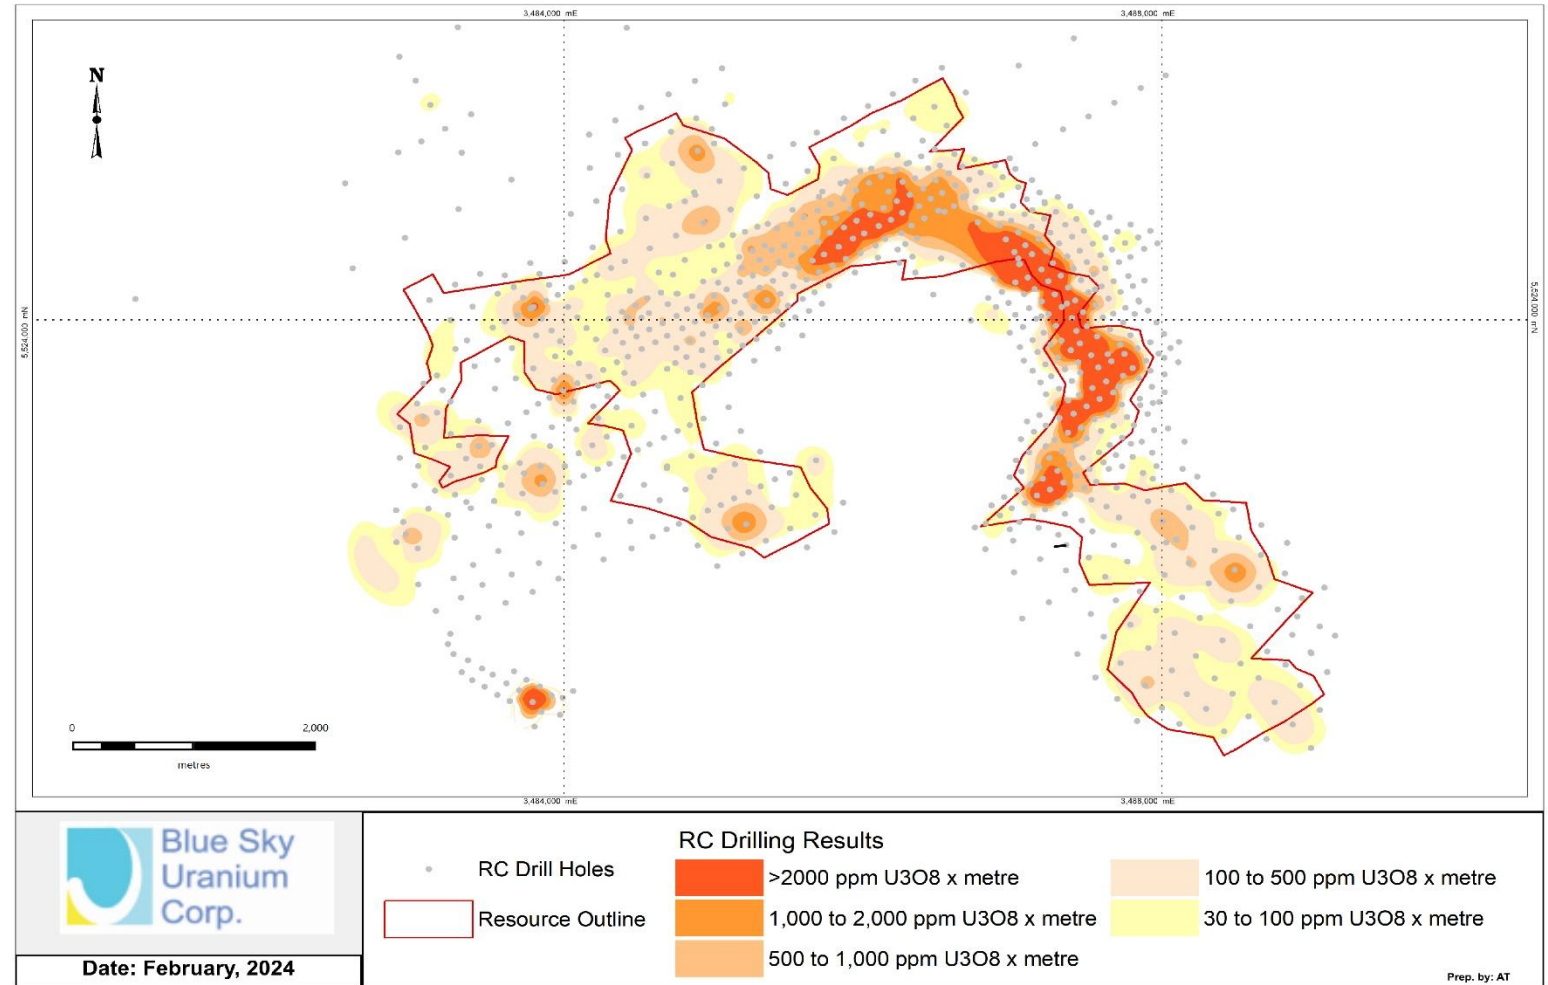 3,484,000 mE
3,488,000 mE
N
5,524,000 mN
5,524,000 mN
0
2,000
metres
3,484,000 mE
3,488,000 mE
Blue Sky
Uranium
Corp.
Date: February, 2024
RC Drill Holes
Resource Outline
RC Drilling Results
>2000 ppm U3O8 x metre
1,000 to 2,000 ppm U3O8 x metre
500 to 1,000 ppm U3O8 x metre
100 to 500 ppm U3O8 x metre
30 to 100 ppm U3O8 x metre
Prep. by: AT